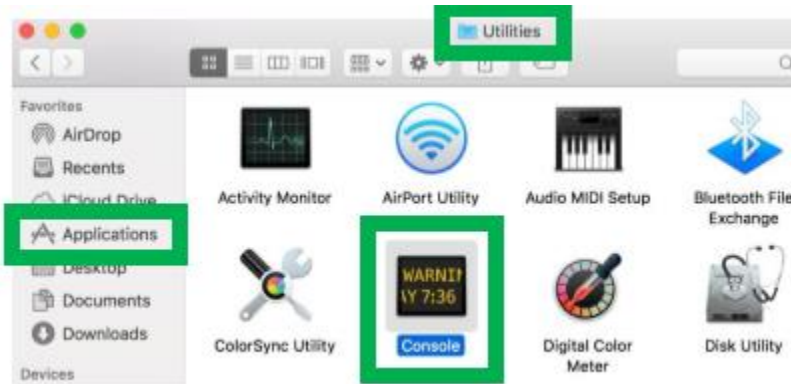 Utilities
Favorites
AirDrop
Recents
iCloud Drive
Applications
Desktop
Documents
Downloads
Devices
Activity Monitor
AirPort Utility
Audio MIDI Setup
Bluetooth File
Exchange
WARNIN
AY 7:36
ColorSync Utility
Console
Digital Color
Meter
Disk Utility